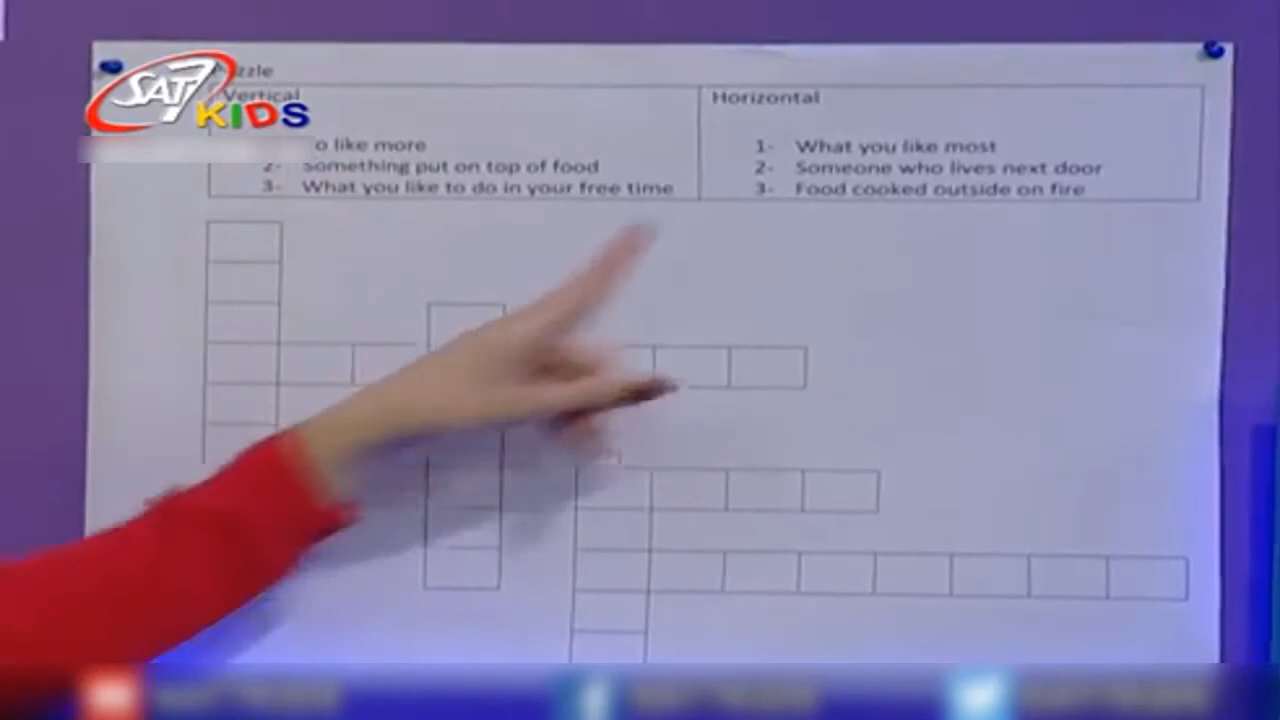 SAT7
KIDS
Vertical
like more
2- Something put on top of food
3- What you like to do in your free time
Horizontal
1- What you like most
2- Someone who lives next door
3- Food cooked outside on fire